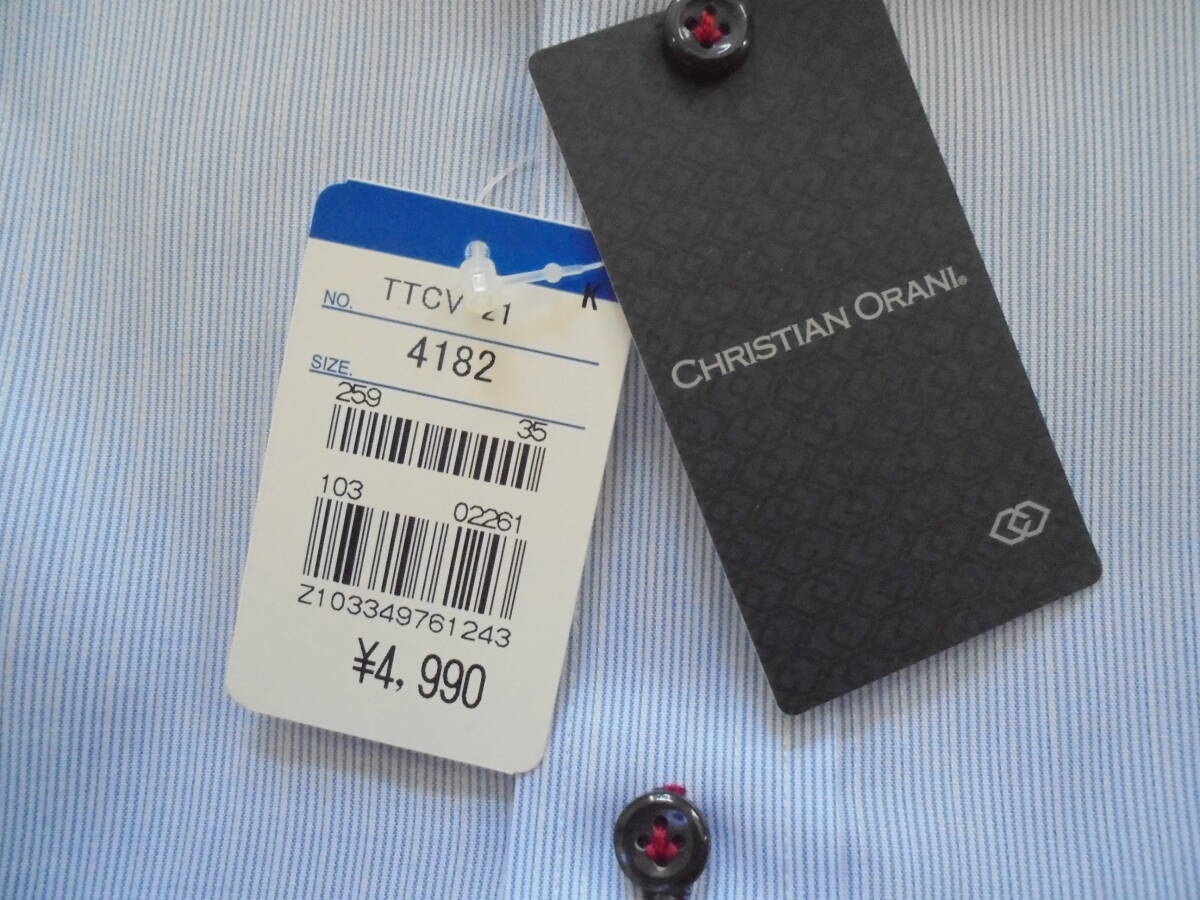 K
NO. TTCV 21
SIZE. 4182
259 35
103 02261
Z103349761243
¥4,990
CHRISTIAN ORANI®